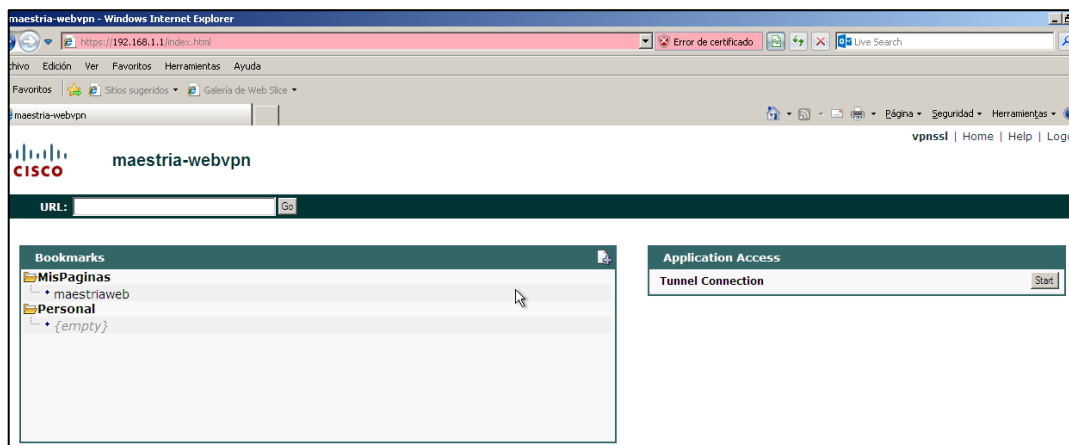 maestria-webvpn - Windows Internet Explorer
https://192.168.1.1/index.html Error de certificado Live Search
chivo Edición Ver Favoritos Herramientas Ayuda
Favoritos Sitios sugeridos Galería de Web Slice
maestria-webvpn Página Seguridad Herramientas
vpnssl | Home | Help | Logo
CISCO maestria-webvpn
URL: Go
Bookmarks Application Access
MisPaginas Tunnel Connection Start
maestriaweb
Personal
{empty}